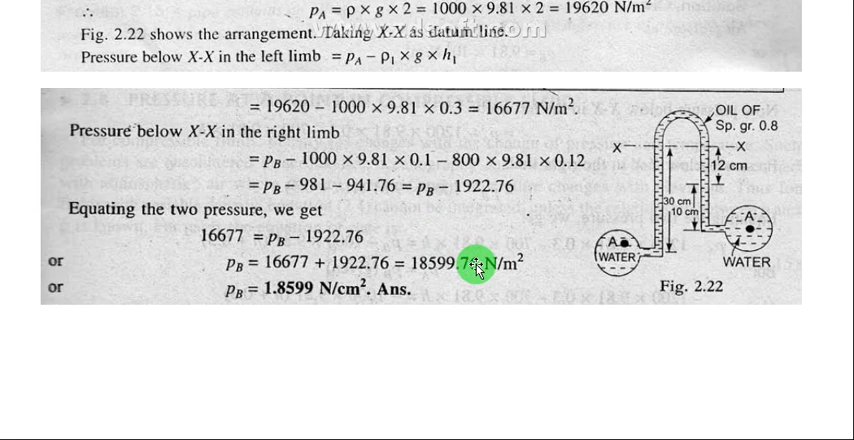 ∴ p_A = ρ × g × 2 = 1000 × 9.81 × 2 = 19620 N/m²
Fig. 2.22 shows the arrangement. Taking X-X as datum line.
Pressure below X-X in the left limb = p_A – ρ₁ × g × h₁
= 19620 – 1000 × 9.81 × 0.3 = 16677 N/m².
Pressure below X-X in the right limb
= p_B – 1000 × 9.81 × 0.1 – 800 × 9.81 × 0.12
= p_B – 981 – 941.76 = p_B – 1922.76
Equating the two pressure, we get
16677 = p_B – 1922.76
or p_B = 16677 + 1922.76 = 18599.76 N/m²
or p_B = 1.8599 N/cm². Ans.
OIL OF
Sp. gr. 0.8
X
X
12 cm
30 cm
10 cm
A
WATER
A
WATER
Fig. 2.22